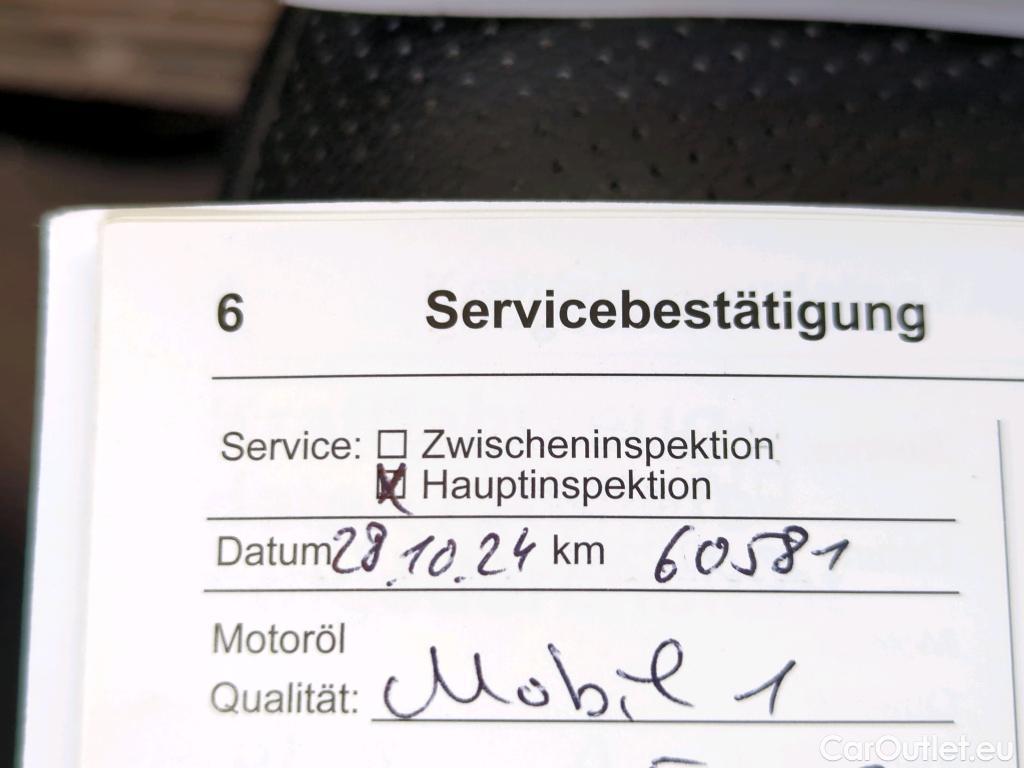 6 Servicebestätigung
Service: ☐ Zwischeninspektion
☒ Hauptinspektion
Datum 28.10.24 km 60581
Motoröl
Qualität: Mobil 1
CarOutlet.eu